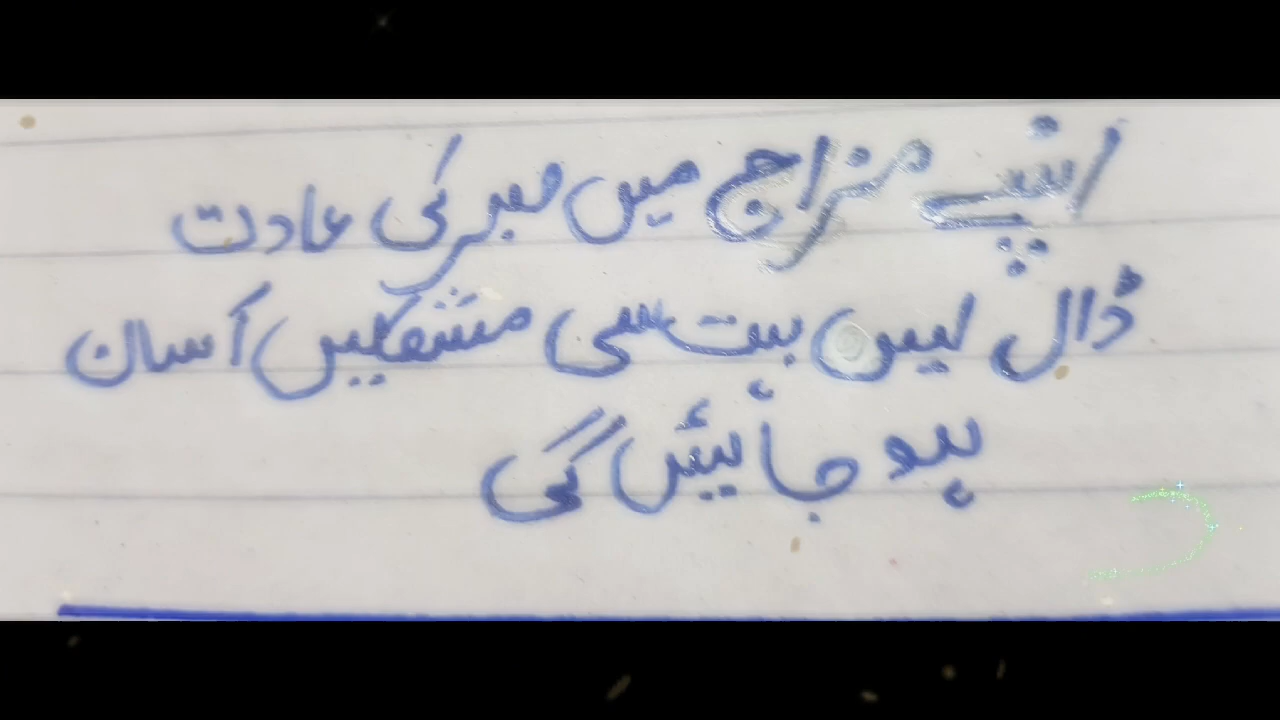 اپنے مزاج میں صبر کی عادت
ڈال لیں بہت سی مشکلیں آسان
ہو جائیں گی